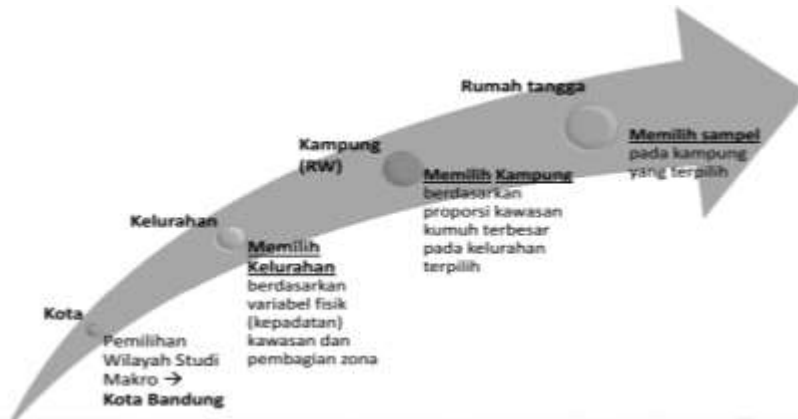 Rumah tangga
Memilih sampel
pada kampung
yang terpilih
Kampung
(RW)
Memilih Kampung
berdasarkan
proporsi kawasan
kumuh terbesar
pada kelurahan
terpilih
Kelurahan
Memilih
Kelurahan
berdasarkan
variabel fisik
(kepadatan)
kawasan dan
pembagian zona
Kota
Pemilihan
Wilayah Studi
Makro →
Kota Bandung